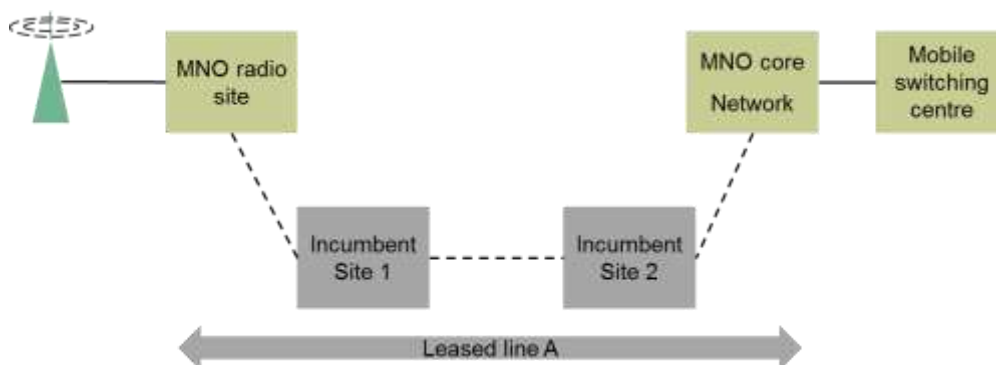 MNO radio
site
MNO core
Network
Mobile
switching
centre
Incumbent
Site 1
Incumbent
Site 2
Leased line A